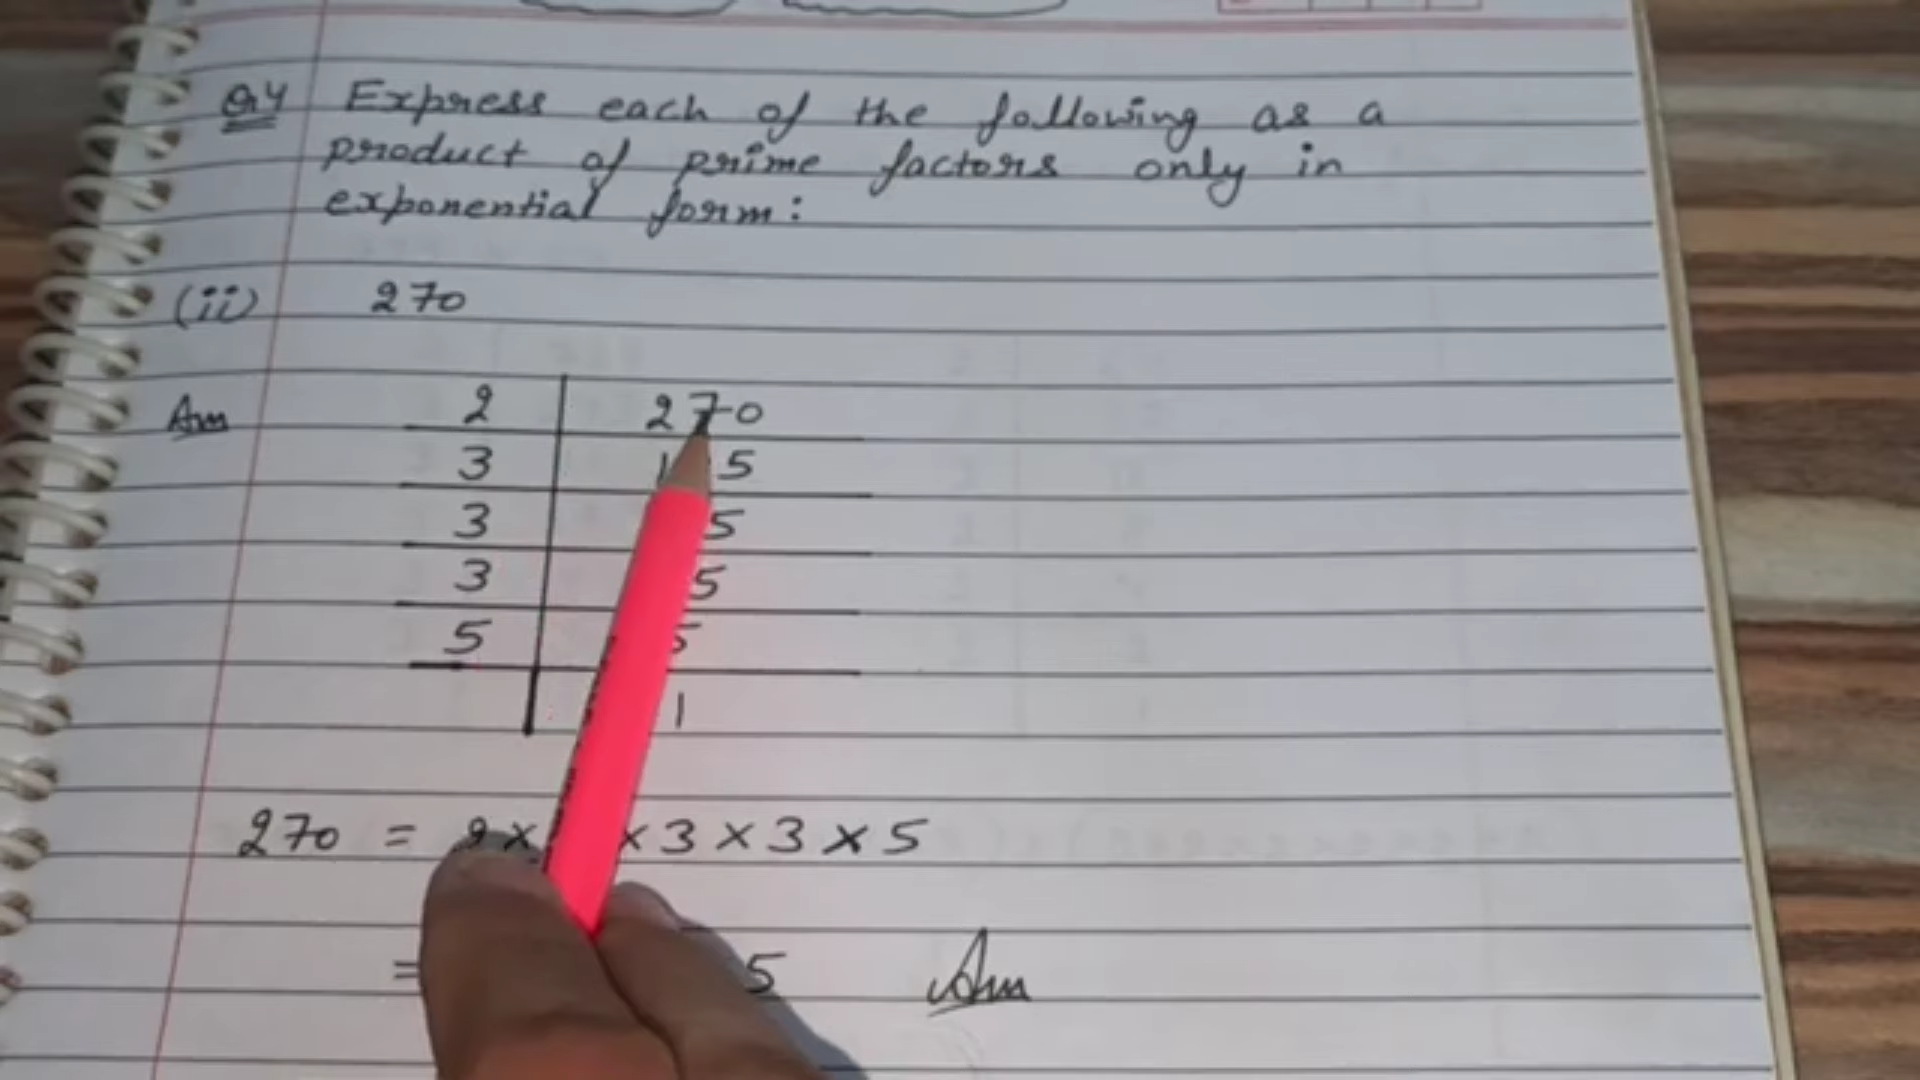 Q4 Express each of the following as a
product of prime factors only in
exponential form:
(ii) 270
Ans 2 270
3 5
3 5
3 5
5 5
1
270 = 2 × × 3 × 3 × 5
= 5 Ans